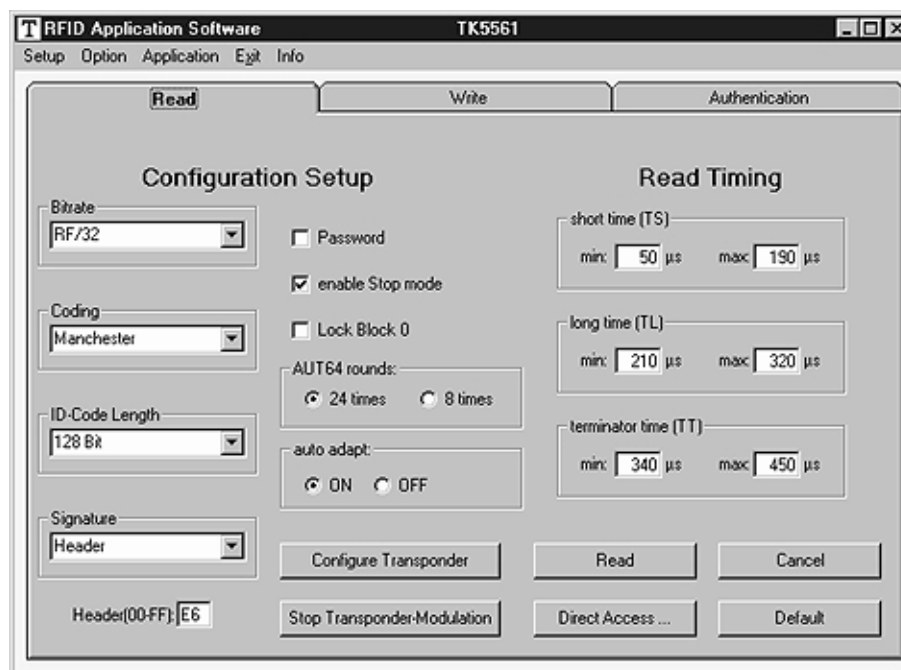 T RFID Application Software TK5561
Setup Option Application Exit Info
Read Write Authentication
Configuration Setup Read Timing
Bitrate
RF/32
Password
enable Stop mode
Coding
Manchester
Lock Block 0
AUT64 rounds:
24 times 8 times
ID-Code Length
128 Bit
auto adapt:
ON OFF
Signature
Header
Header(00-FF): E6
short time (TS)
min: 50 µs max: 190 µs
long time (TL)
min: 210 µs max: 320 µs
terminator time (TT)
min: 340 µs max: 450 µs
Configure Transponder Read Cancel
Stop Transponder-Modulation Direct Access ... Default